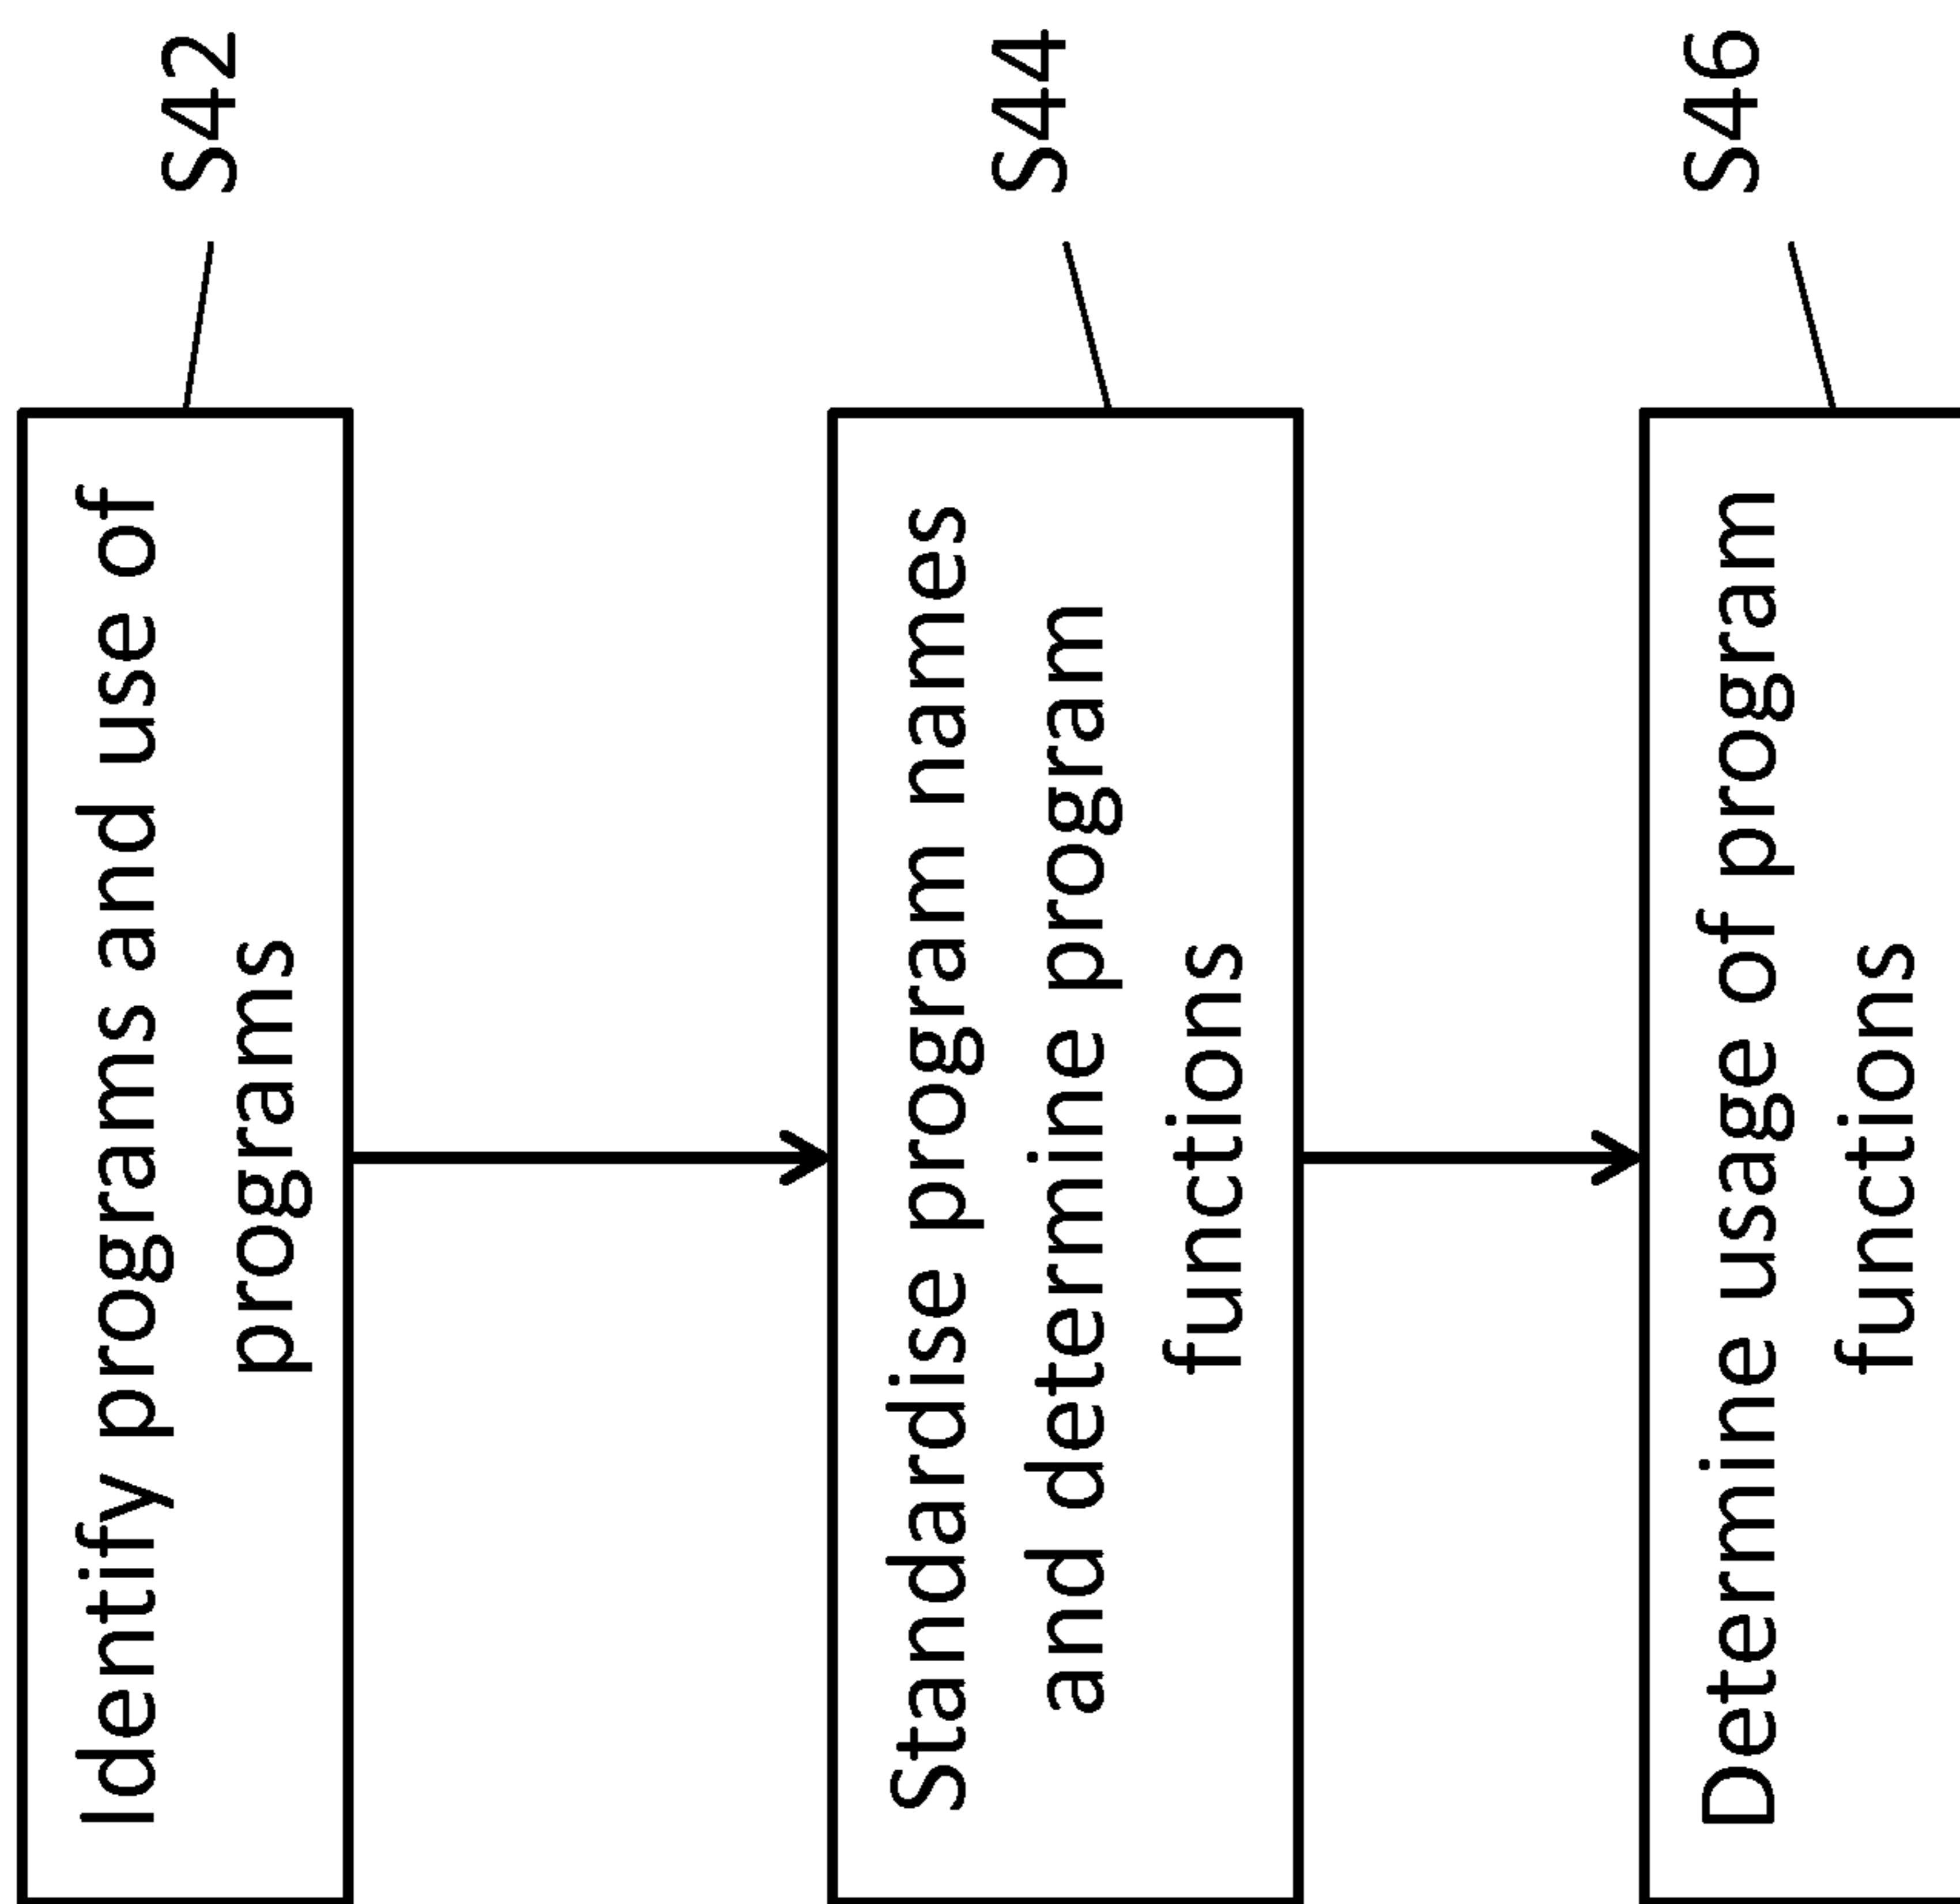 Identify programs and use of
programs
S42
Standardise program names
and determine program
functions
S44
Determine usage of program
functions
S46